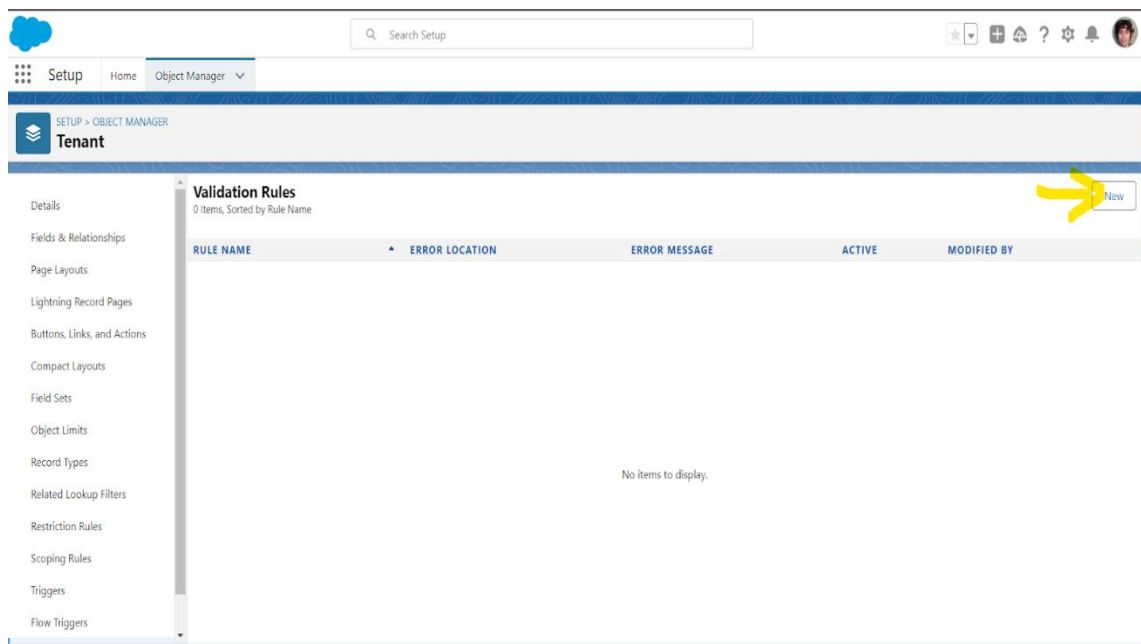 Search Setup
Setup Home Object Manager
SETUP > OBJECT MANAGER
Tenant
Details
Fields & Relationships
Page Layouts
Lightning Record Pages
Buttons, Links, and Actions
Compact Layouts
Field Sets
Object Limits
Record Types
Related Lookup Filters
Restriction Rules
Scoping Rules
Triggers
Flow Triggers
Validation Rules
0 Items, Sorted by Rule Name
New
RULE NAME ERROR LOCATION ERROR MESSAGE ACTIVE MODIFIED BY
No items to display.